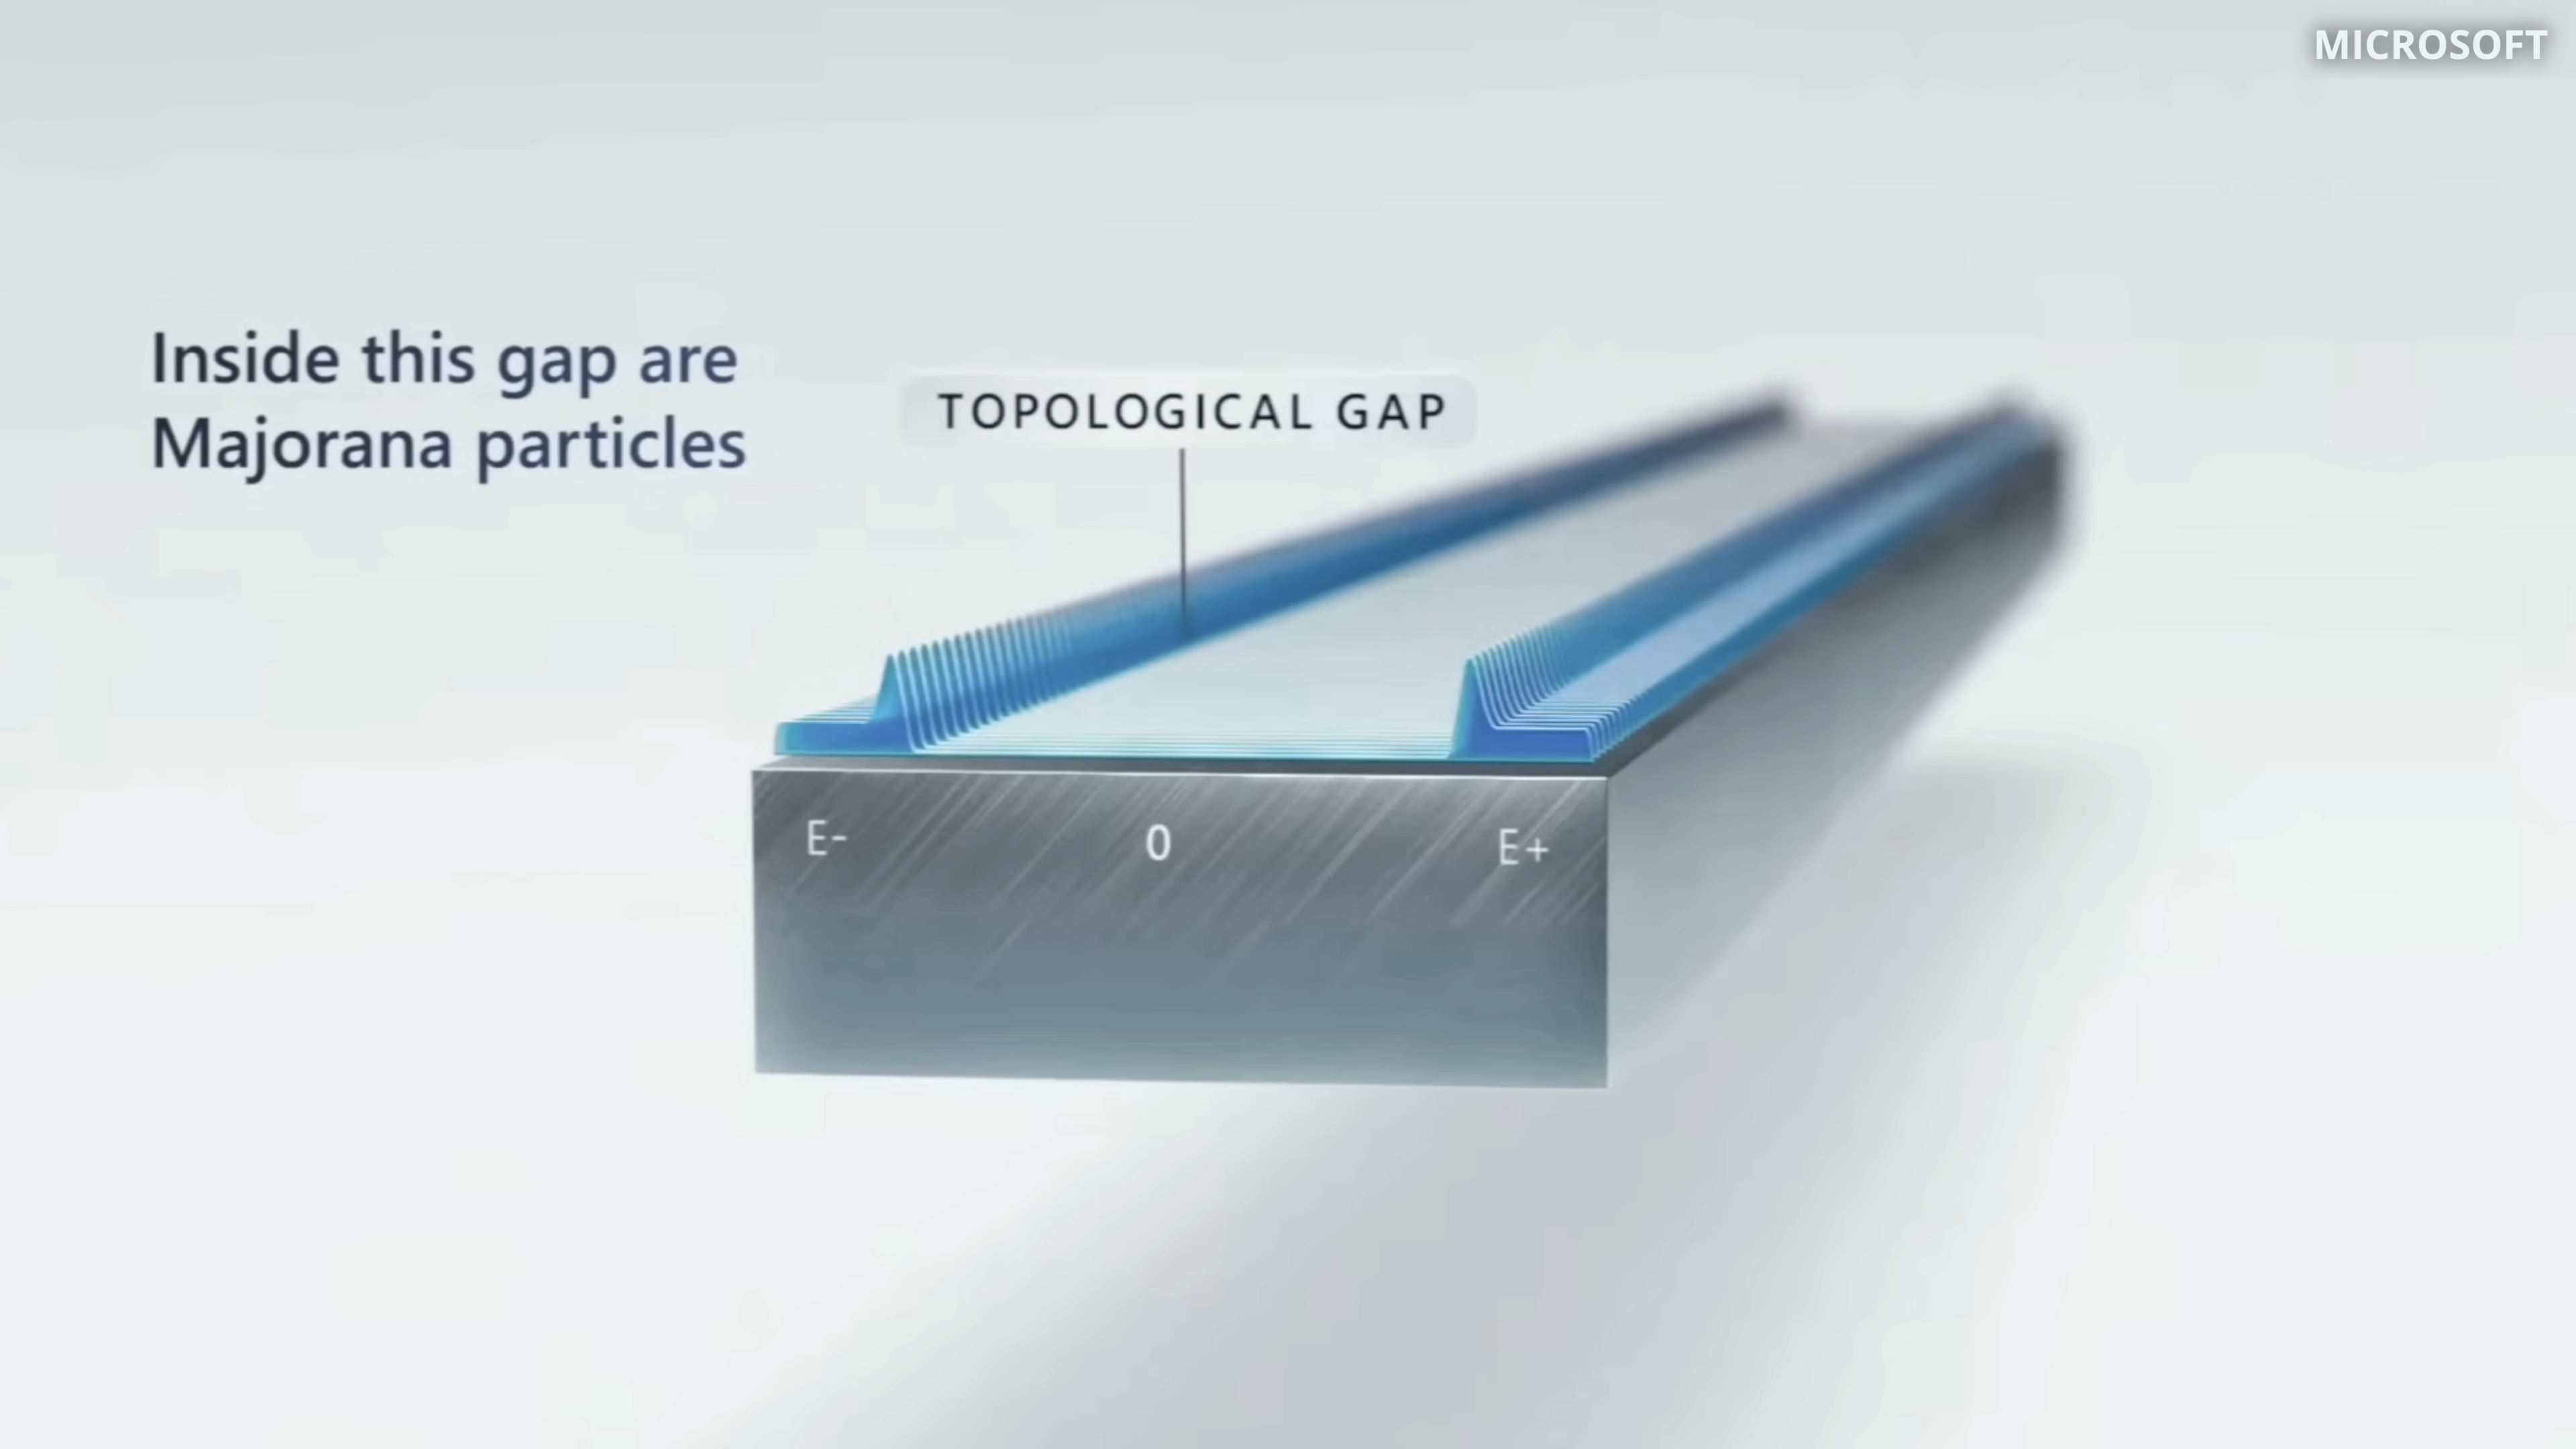 MICROSOFT
Inside this gap are
Majorana particles
TOPOLOGICAL GAP
E- 0 E+